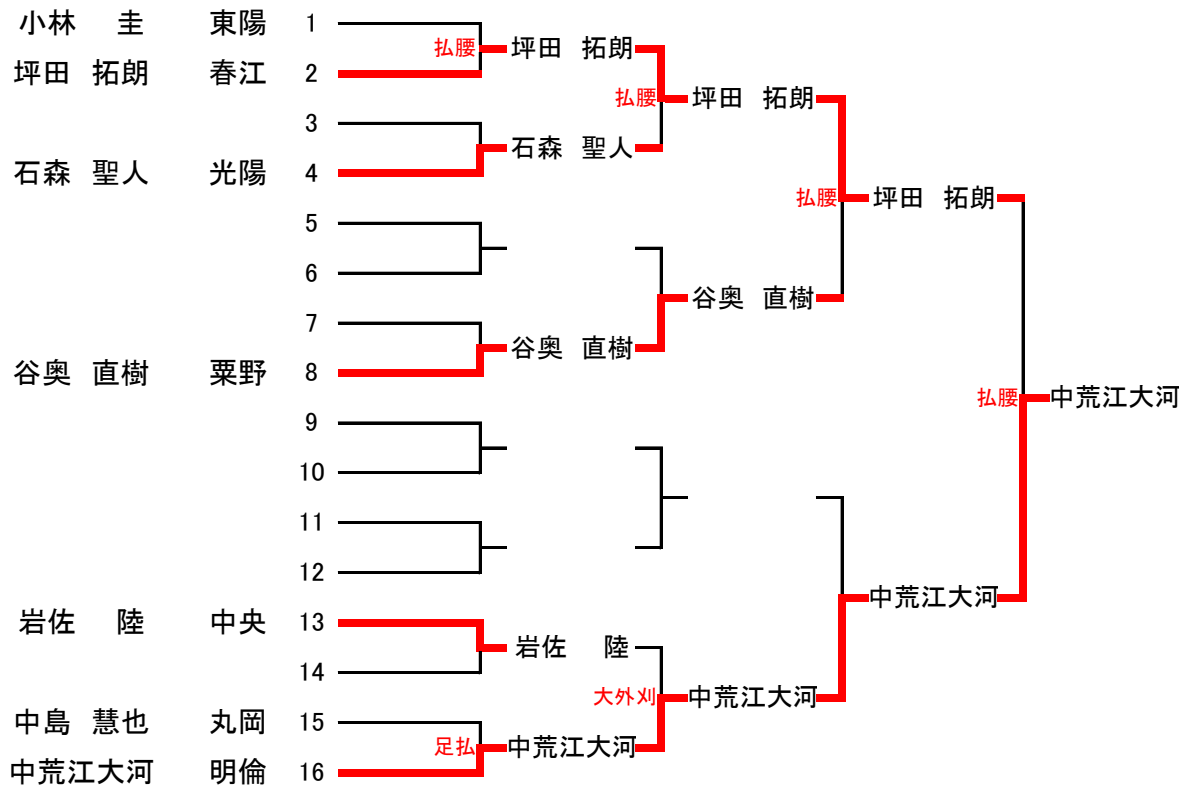 小林 圭 東陽 1
払腰 坪田 拓朗
坪田 拓朗 春江 2
払腰 坪田 拓朗
3
石森 聖人
石森 聖人 光陽 4
払腰 坪田 拓朗
5
6
谷奥 直樹
7
谷奥 直樹
谷奥 直樹 粟野 8
払腰 中荒江大河
9
10
11
12
中荒江大河
岩佐 陸 中央 13
岩佐 陸
14
大外刈 中荒江大河
中島 慧也 丸岡 15
足払 中荒江大河
中荒江大河 明倫 16